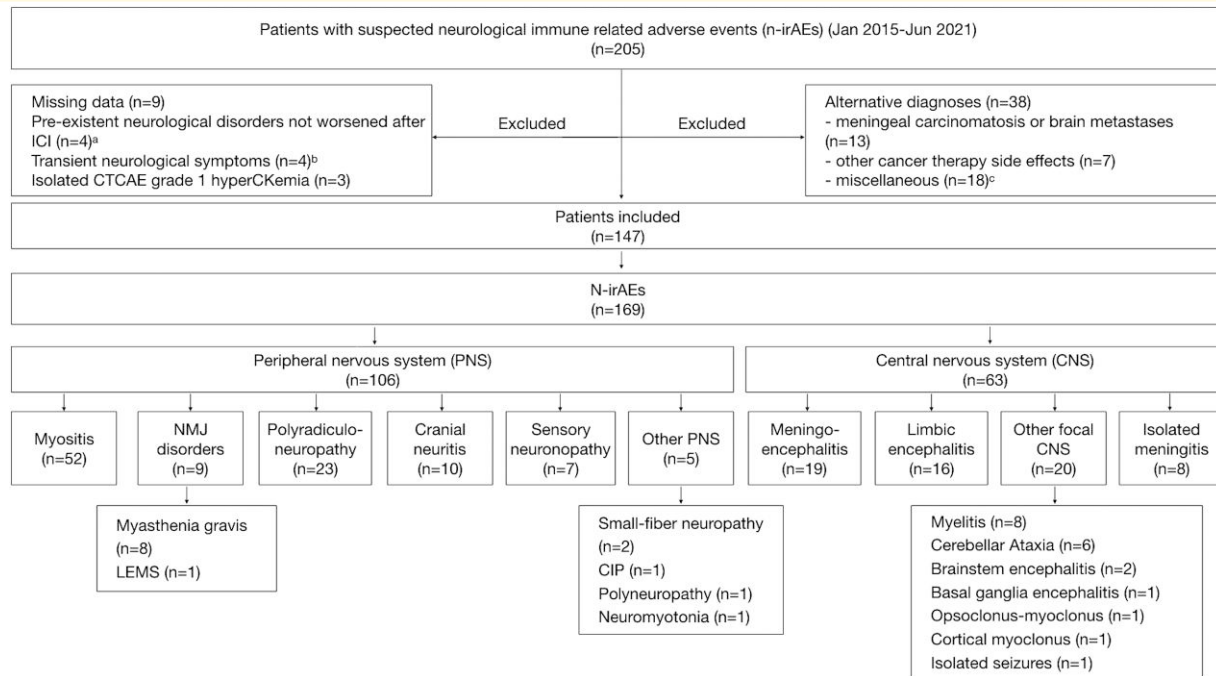 Patients with suspected neurological immune related adverse events (n-irAEs) (Jan 2015-Jun 2021)
(n=205)
Missing data (n=9)
Pre-existent neurological disorders not worsened after
ICI (n=4)ᵃ
Transient neurological symptoms (n=4)ᵇ
Isolated CTCAE grade 1 hyperCKemia (n=3)
Excluded
Excluded
Alternative diagnoses (n=38)
- meningeal carcinomatosis or brain metastases
(n=13)
- other cancer therapy side effects (n=7)
- miscellaneous (n=18)ᶜ
Patients included
(n=147)
N-irAEs
(n=169)
Peripheral nervous system (PNS)
(n=106)
Central nervous system (CNS)
(n=63)
Myositis
(n=52)
NMJ
disorders
(n=9)
Polyradiculo-
neuropathy
(n=23)
Cranial
neuritis
(n=10)
Sensory
neuronopathy
(n=7)
Other PNS
(n=5)
Meningo-
encephalitis
(n=19)
Limbic
encephalitis
(n=16)
Other focal
CNS
(n=20)
Isolated
meningitis
(n=8)
Myasthenia gravis
(n=8)
LEMS (n=1)
Small-fiber neuropathy
(n=2)
CIP (n=1)
Polyneuropathy (n=1)
Neuromyotonia (n=1)
Myelitis (n=8)
Cerebellar Ataxia (n=6)
Brainstem encephalitis (n=2)
Basal ganglia encephalitis (n=1)
Opsoclonus-myoclonus (n=1)
Cortical myoclonus (n=1)
Isolated seizures (n=1)